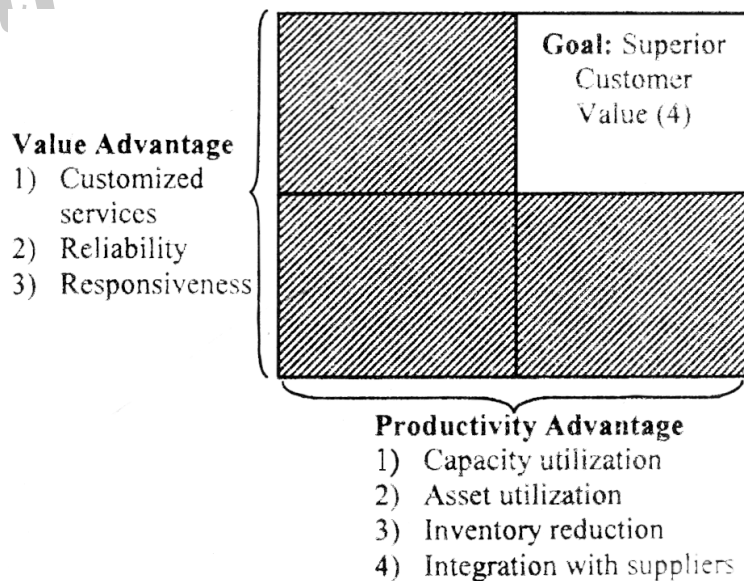 Goal: Superior
Customer
Value (4)
Value Advantage
1) Customized
services
2) Reliability
3) Responsiveness
Productivity Advantage
1) Capacity utilization
2) Asset utilization
3) Inventory reduction
4) Integration with suppliers